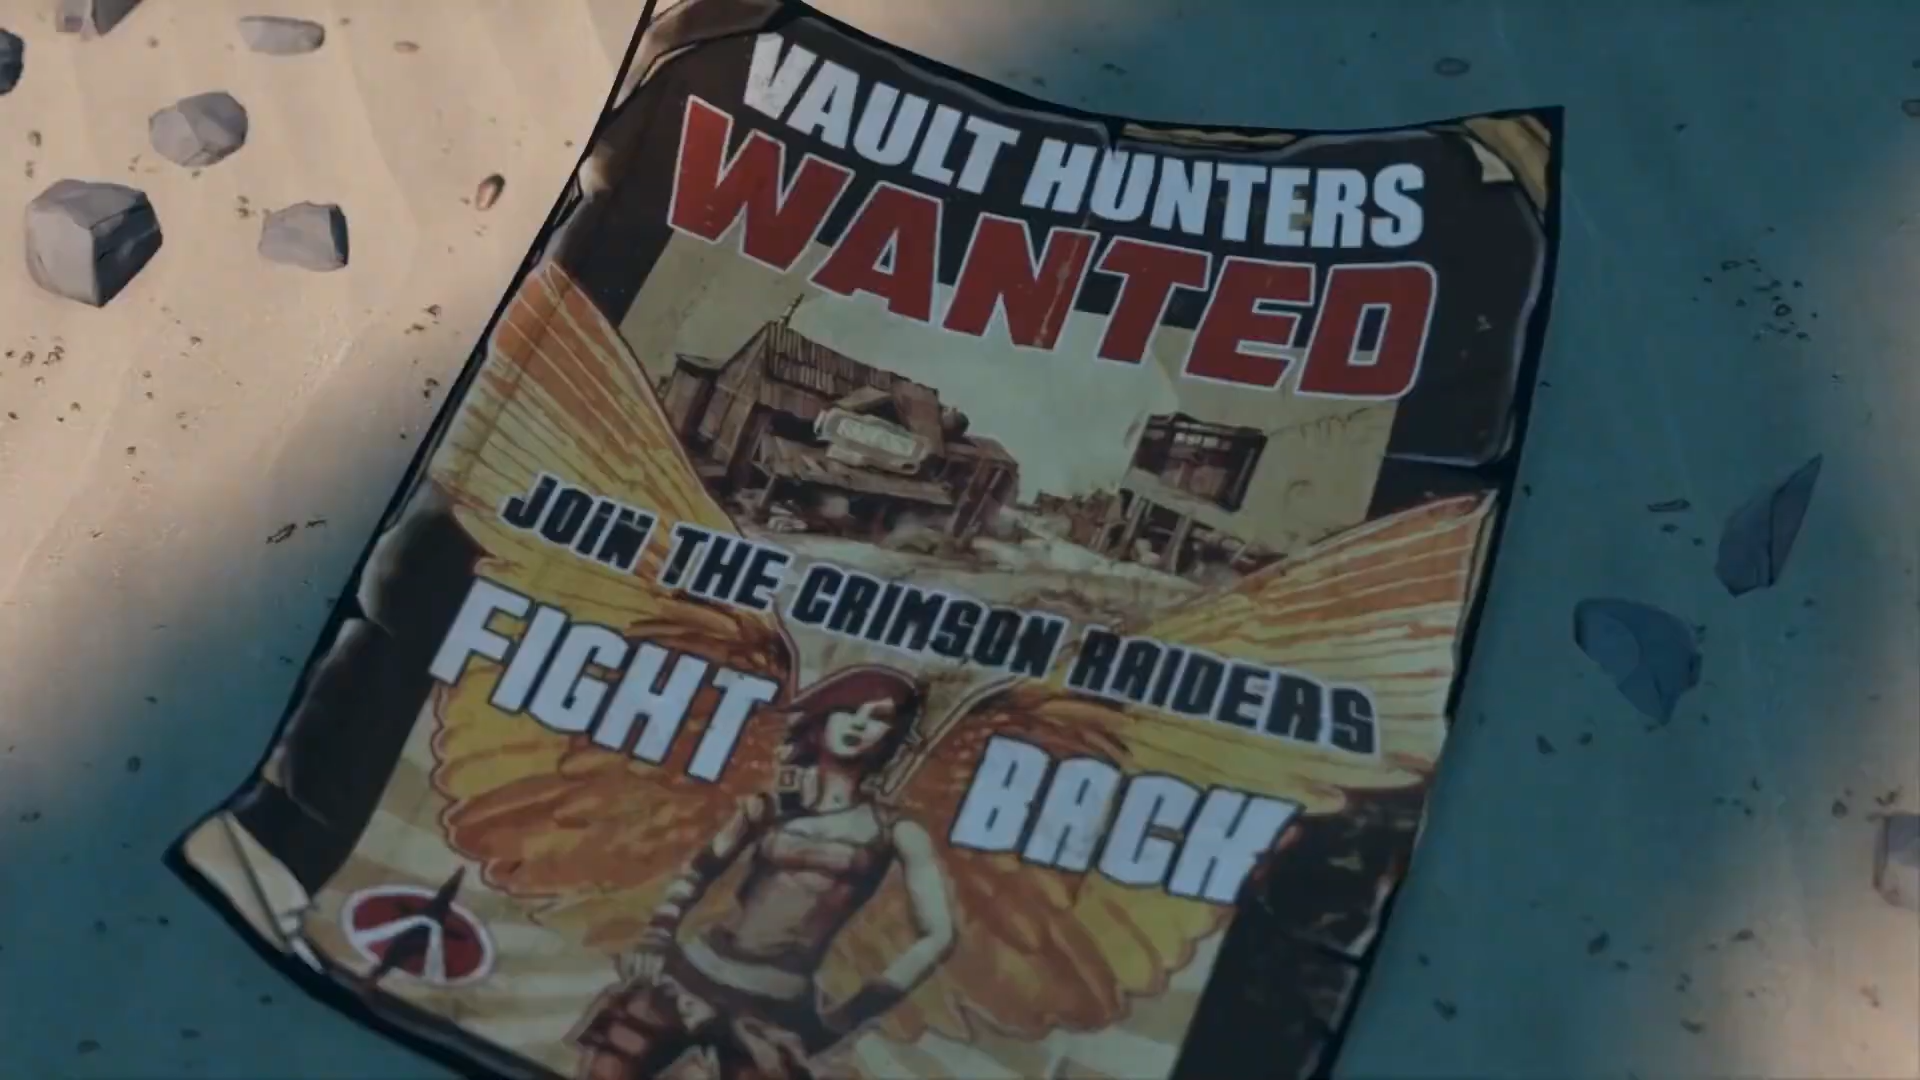 VAULT HUNTERS
WANTED
JOIN THE CRIMSON RAIDERS
FIGHT
BACK